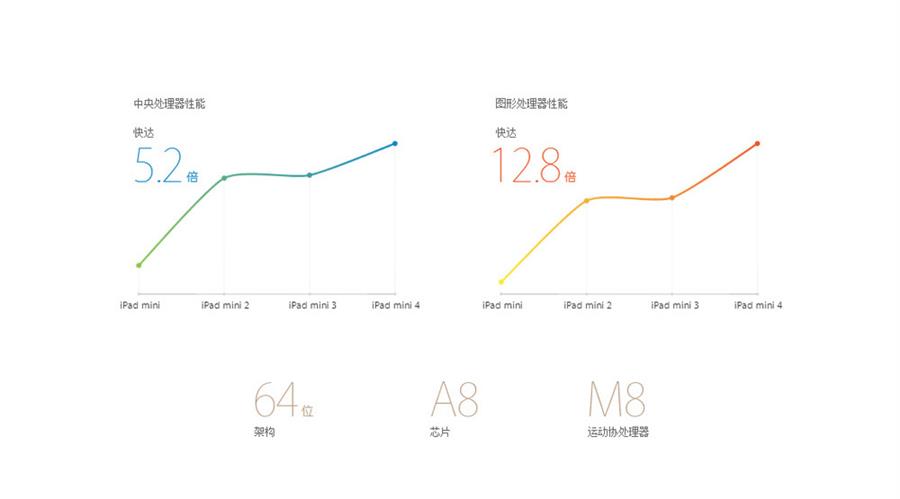 中央处理器性能
快达
5.2 倍
iPad mini
iPad mini 2
iPad mini 3
iPad mini 4
图形处理器性能
快达
12.8 倍
iPad mini
iPad mini 2
iPad mini 3
iPad mini 4
64 位
架构
A8
芯片
M8
运动协处理器